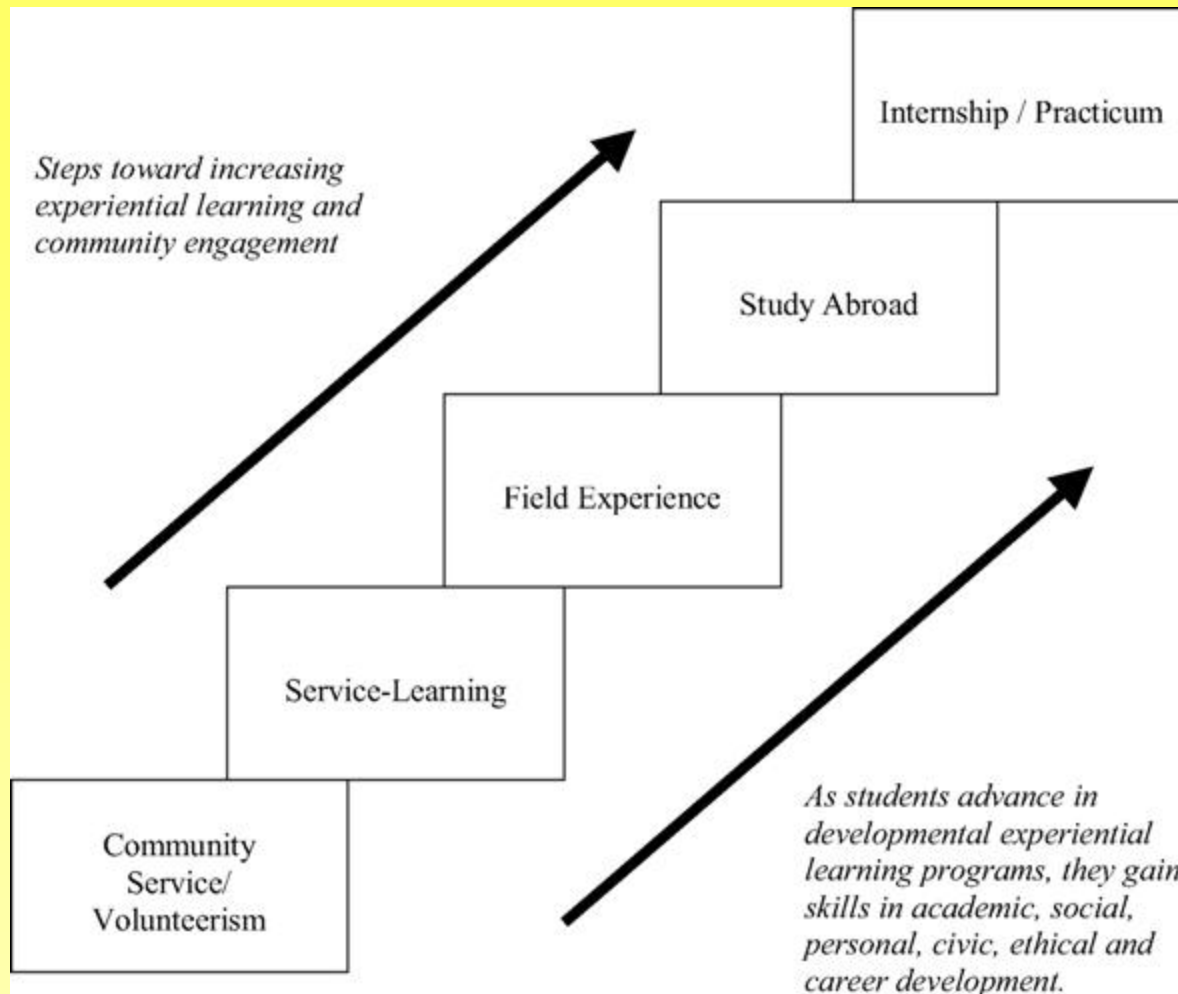 Internship / Practicum
Steps toward increasing
experiential learning and
community engagement
Study Abroad
Field Experience
Service-Learning
Community
Service/
Volunteerism
As students advance in
developmental experiential
learning programs, they gain
skills in academic, social,
personal, civic, ethical and
career development.